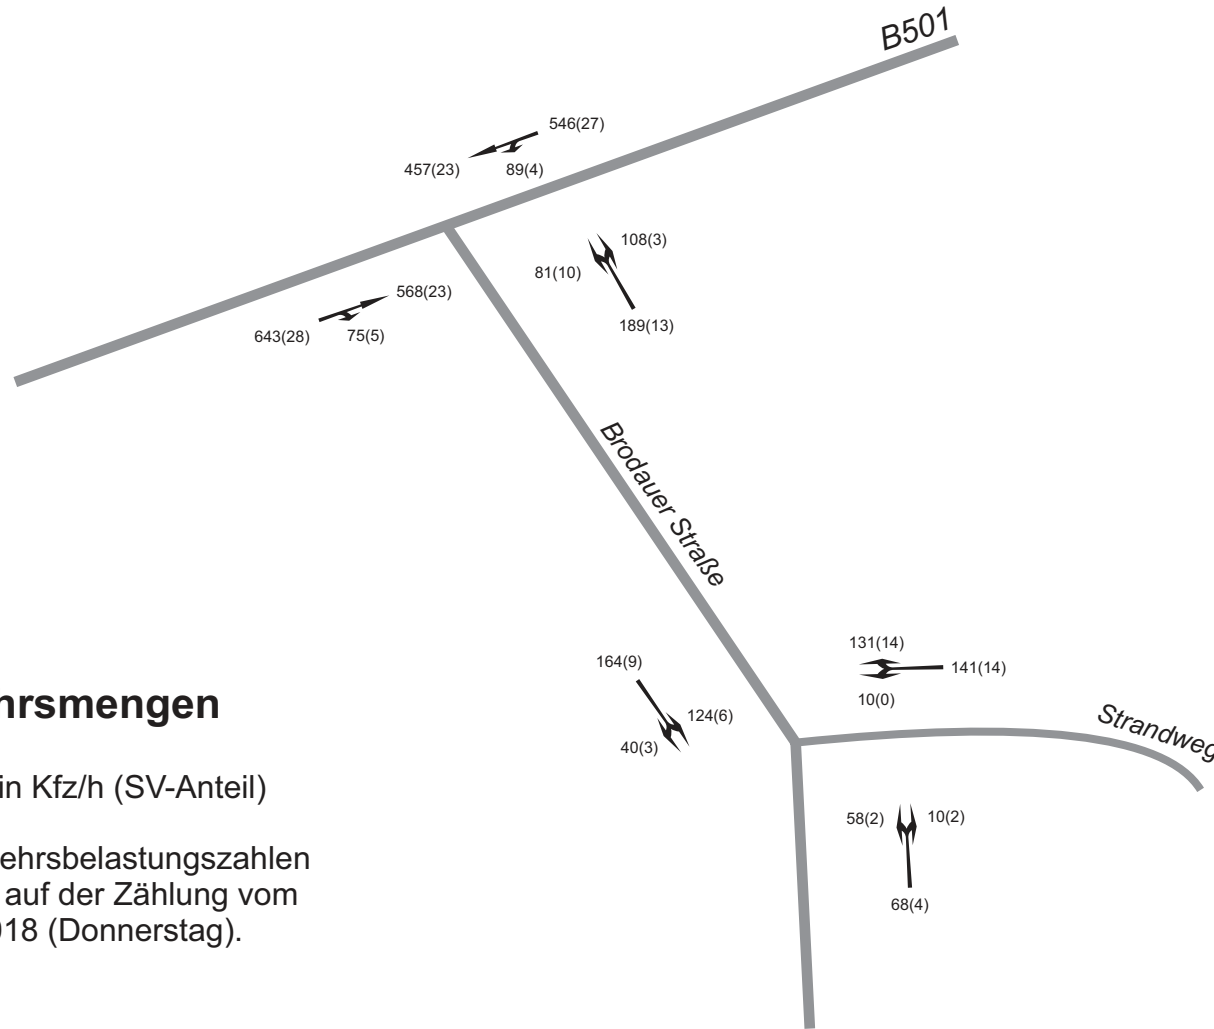 B501
546(27)
457(23)
89(4)
108(3)
81(10)
568(23)
189(13)
643(28)
75(5)
Brodauer Straße
131(14)
164(9)
141(14)
10(0)
Strandweg
124(6)
40(3)
hrsmengen
in Kfz/h (SV-Anteil)
58(2)
10(2)
ehrsbelastungszahlen
auf der Zählung vom
68(4)
018 (Donnerstag).